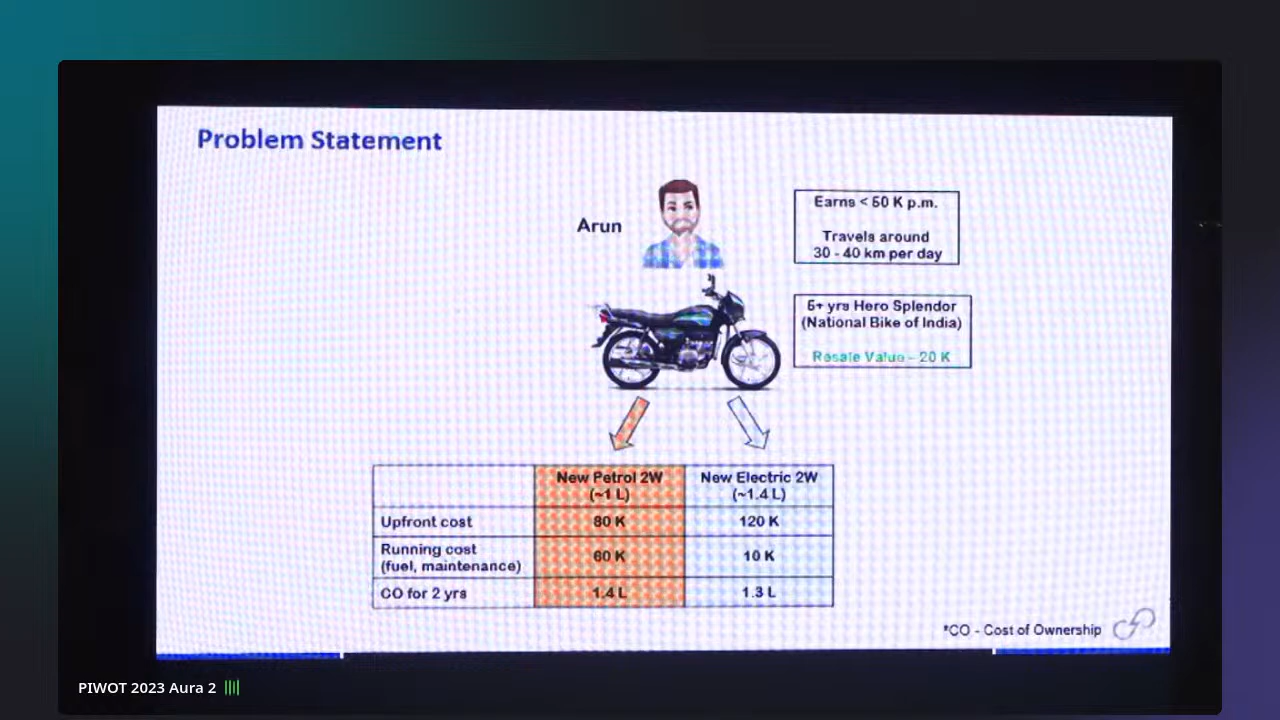 Problem Statement
Arun
Earns < 50 K p.m.
Travels around
30 - 40 km per day
5+ yrs Hero Splendor
(National Bike of India)
Resale Value – 20 K
New Petrol 2W
(~1 L)
New Electric 2W
(~1.4 L)
Upfront cost
80 K
120 K
Running cost
(fuel, maintenance)
60 K
10 K
CO for 2 yrs
1.4 L
1.3 L
*CO - Cost of Ownership
PIWOT 2023 Aura 2